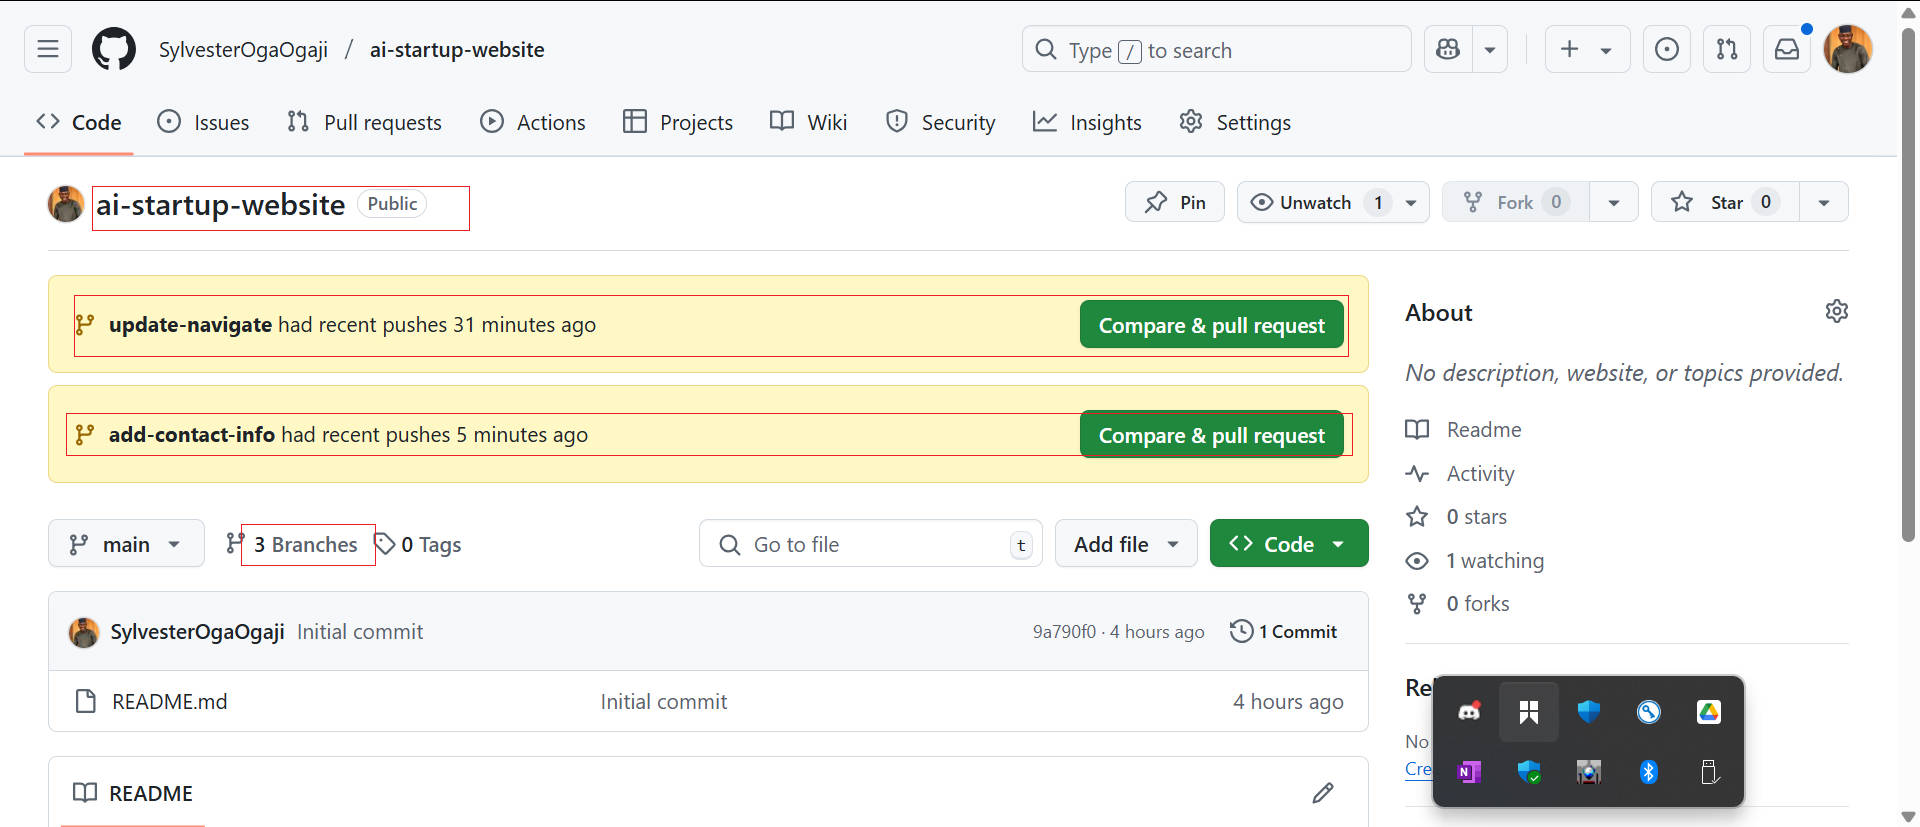 SylvesterOgaOgaji / ai-startup-website
Type / to search
Code Issues Pull requests Actions Projects Wiki Security Insights Settings
ai-startup-website Public
Pin Unwatch 1 Fork 0 Star 0
update-navigate had recent pushes 31 minutes ago
Compare & pull request
add-contact-info had recent pushes 5 minutes ago
Compare & pull request
main 3 Branches 0 Tags
Go to file t
Add file
Code
SylvesterOgaOgaji Initial commit
9a790f0 · 4 hours ago 1 Commit
README.md Initial commit 4 hours ago
README
About
No description, website, or topics provided.
Readme
Activity
0 stars
1 watching
0 forks
Re
No
Cre
N